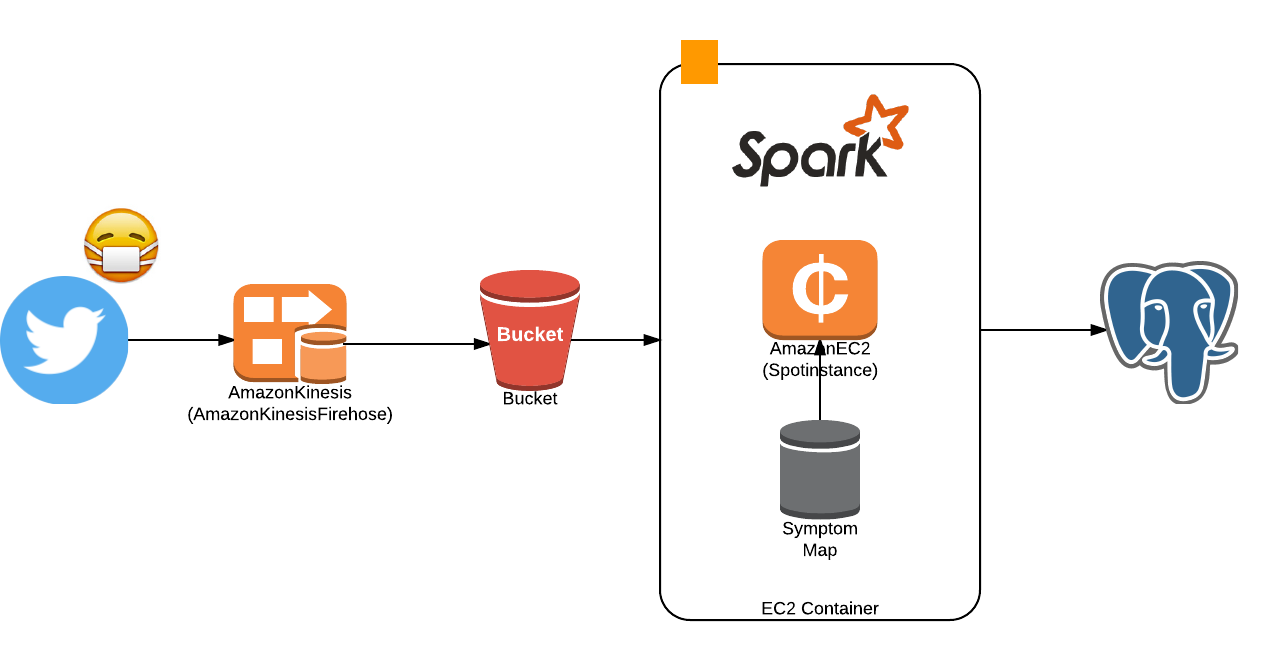 Spark
Bucket
AmazonKinesis
(AmazonKinesisFirehose)
Bucket
AmazonEC2
(SpotInstance)
Symptom
Map
EC2 Container